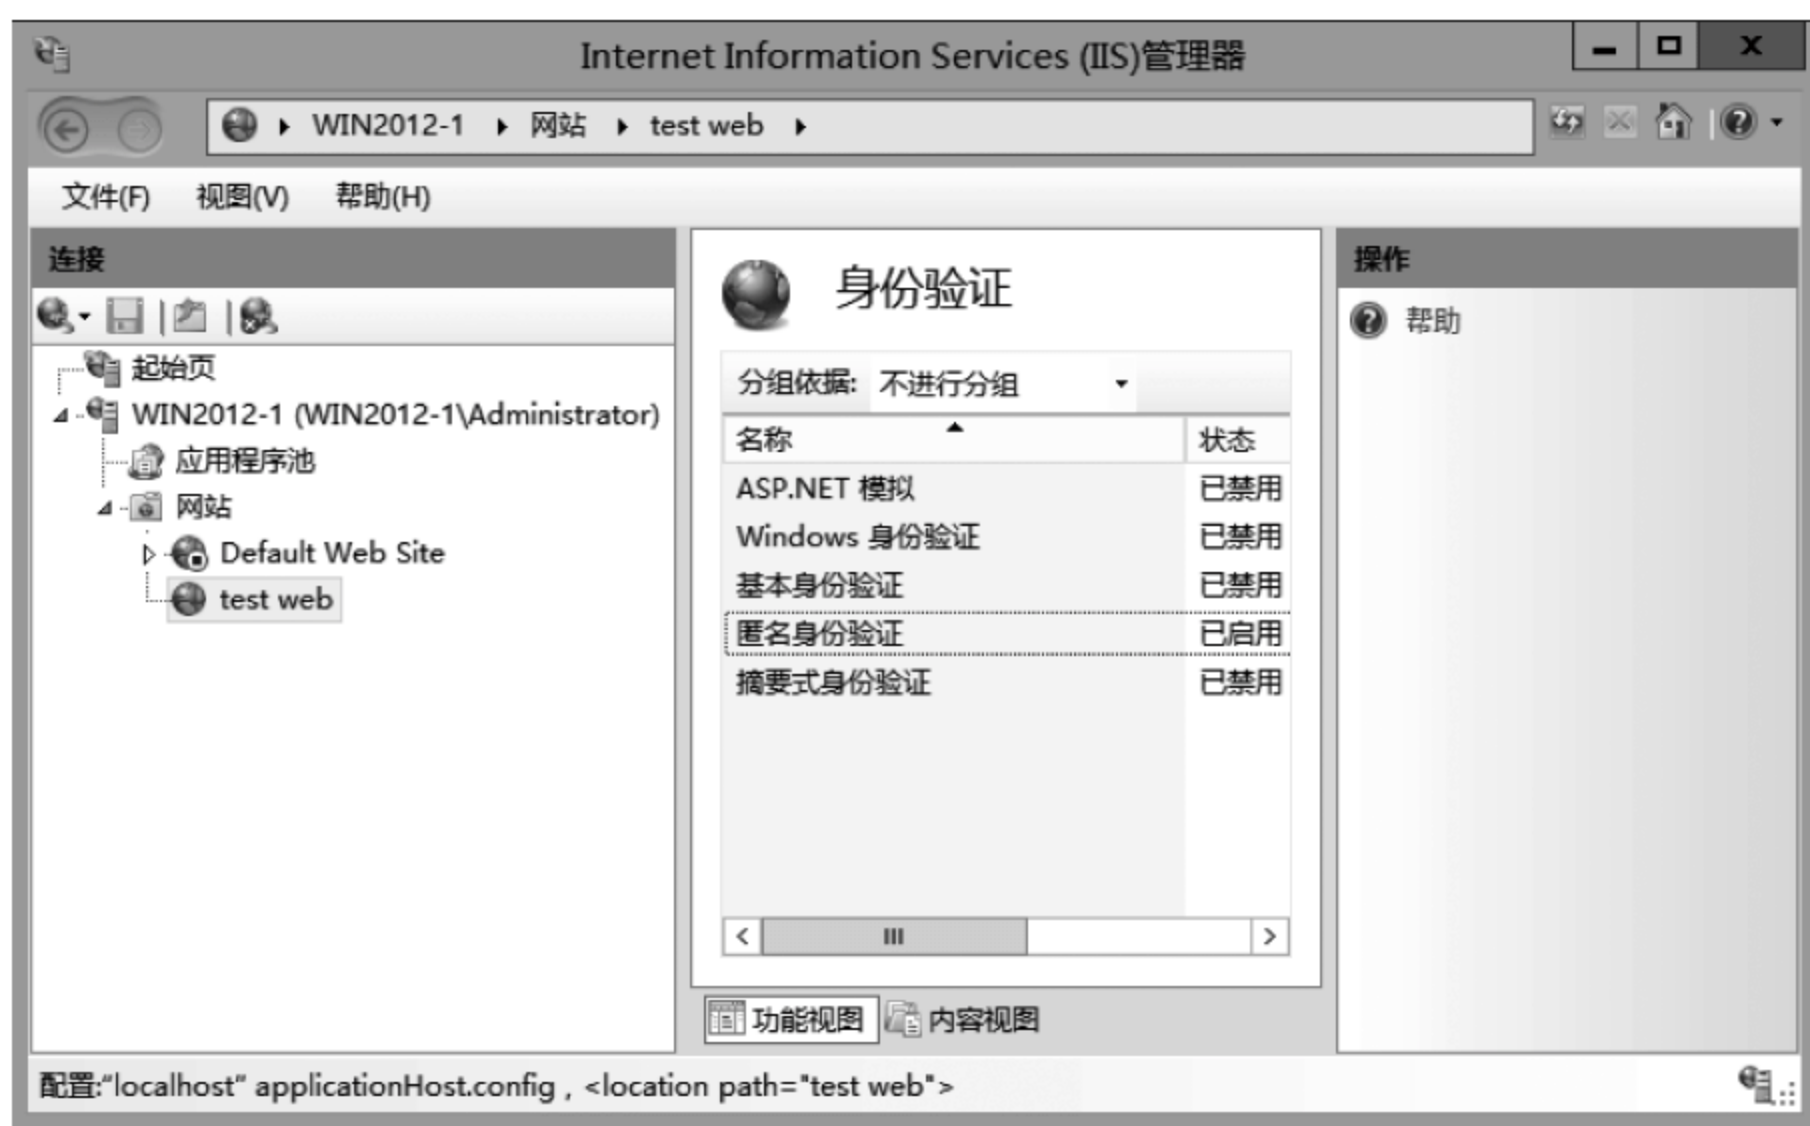 Internet Information Services (IIS)管理器
WIN2012-1 网站 test web
文件(F) 视图(V) 帮助(H)
连接
起始页
WIN2012-1 (WIN2012-1\Administrator)
应用程序池
网站
Default Web Site
test web
身份验证
分组依据: 不进行分组
名称 状态
ASP.NET 模拟 已禁用
Windows 身份验证 已禁用
基本身份验证 已禁用
匿名身份验证 已启用
摘要式身份验证 已禁用
功能视图 内容视图
操作
帮助
配置:“localhost” applicationHost.config , <location path="test web">